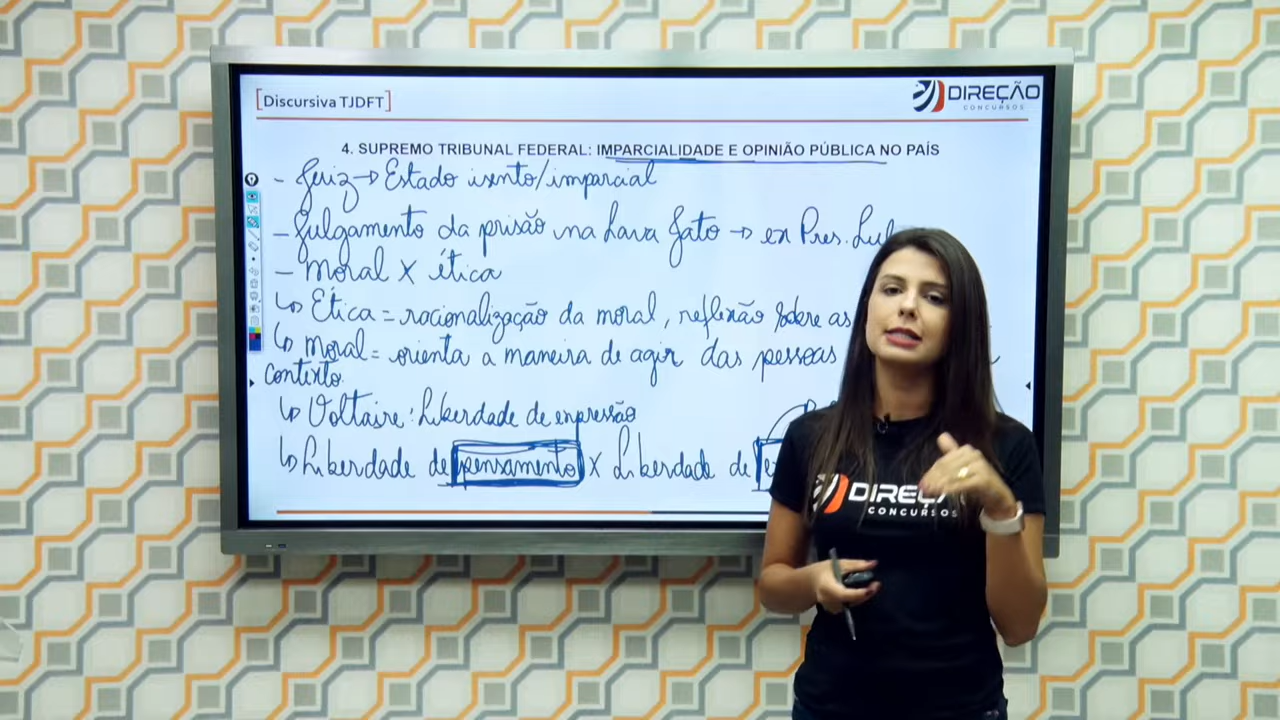 [Discursiva TJDFT]
DIREÇÃO
CONCURSOS
4. SUPREMO TRIBUNAL FEDERAL: IMPARCIALIDADE E OPINIÃO PÚBLICA NO PAÍS
- Juiz → Estado isento/imparcial
- Julgamento da prisão na Lava Jato → ex Pres. Lul
- Moral X ética
↳ Ética = racionalização da moral, reflexão sobre as
↳ Moral = orienta a maneira de agir das pessoas
contexto.
↳ Voltaire: Liberdade de expressão
↳ Liberdade de pensamento X Liberdade de
DIREÇ
CONCURSOS